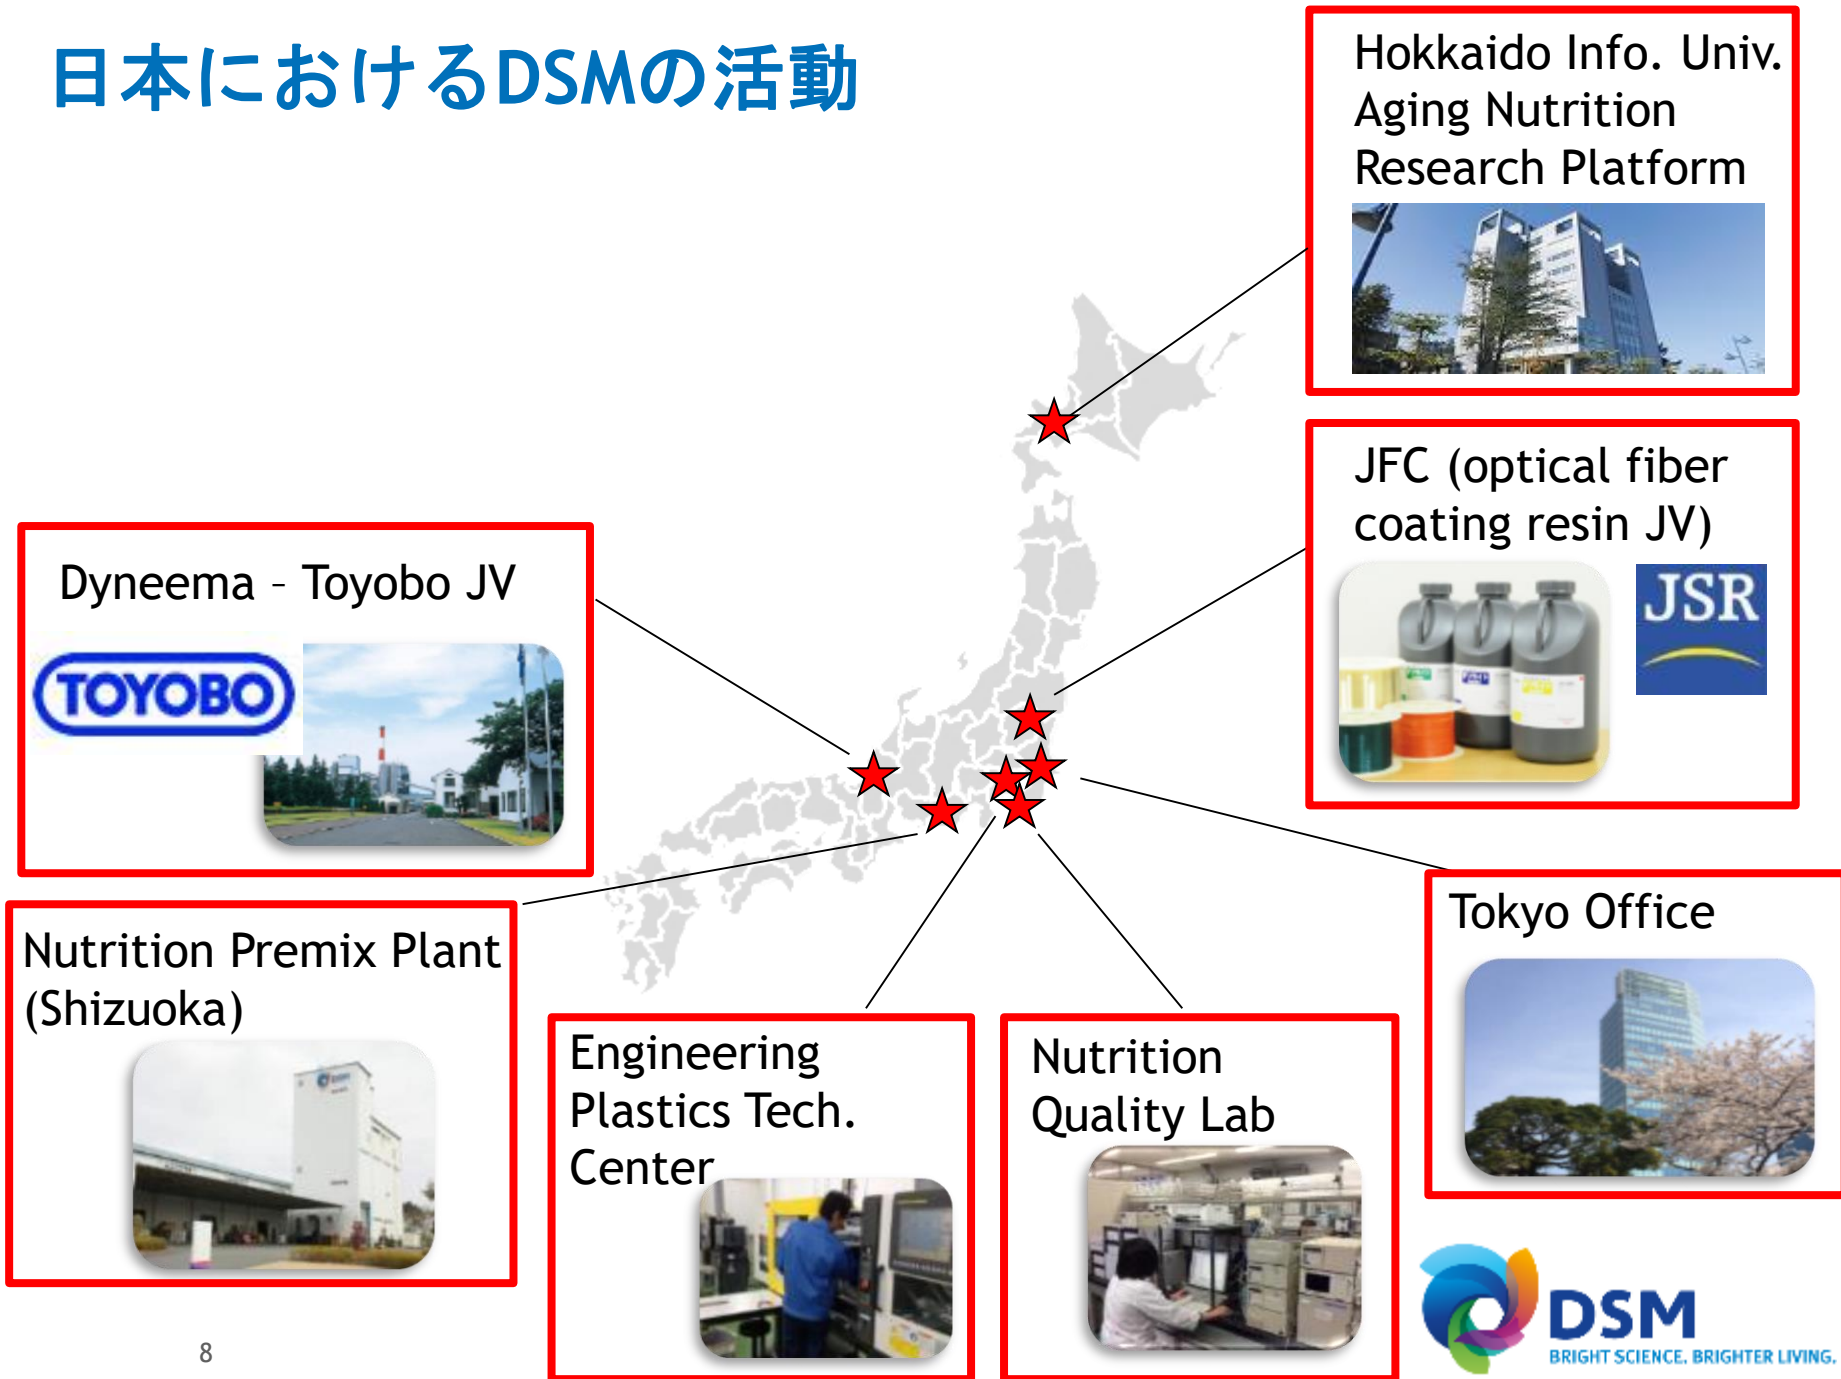 日本におけるDSMの活動
Hokkaido Info. Univ.
Aging Nutrition
Research Platform
JFC (optical fiber
coating resin JV)
JSR
Dyneema – Toyobo JV
TOYOBO
Nutrition Premix Plant
(Shizuoka)
DSM
Engineering
Plastics Tech.
Center
Nutrition
Quality Lab
Tokyo Office
8
DSM
BRIGHT SCIENCE. BRIGHTER LIVING.